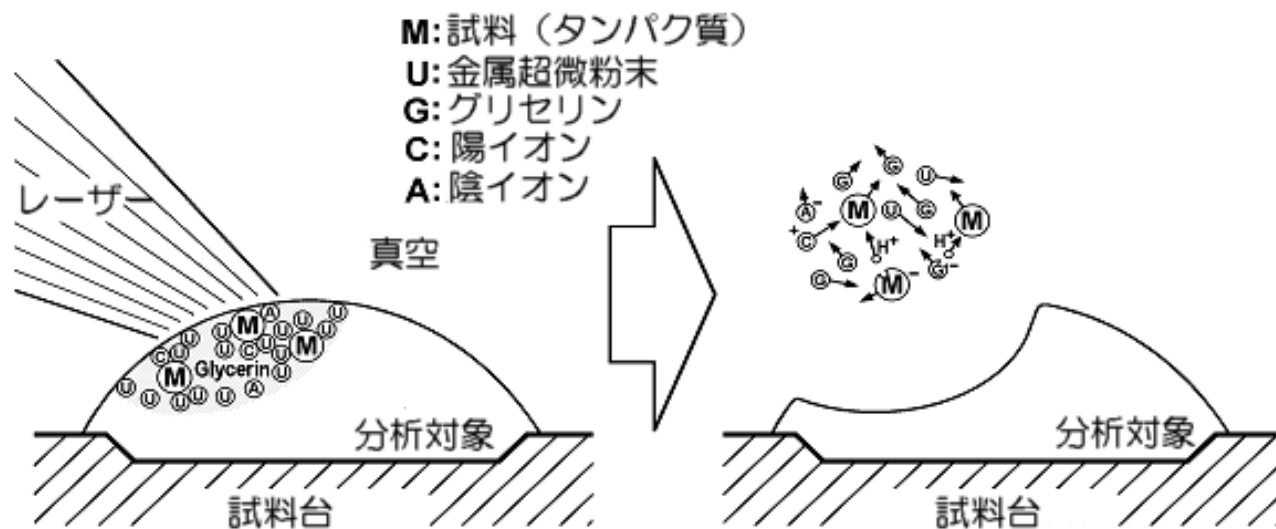 M:試料（タンパク質）
U:金属超微粉末
G:グリセリン
C:陽イオン
A:陰イオン
レーザー
真空
A
M U U U
U U U M
C U U U C U U
M Glycerin U
U U U U U U A
分析対象
試料台
G G U
A⁻ M U G M
⁺C H⁺ H⁺
G G⁻
G M⁻
分析対象
試料台